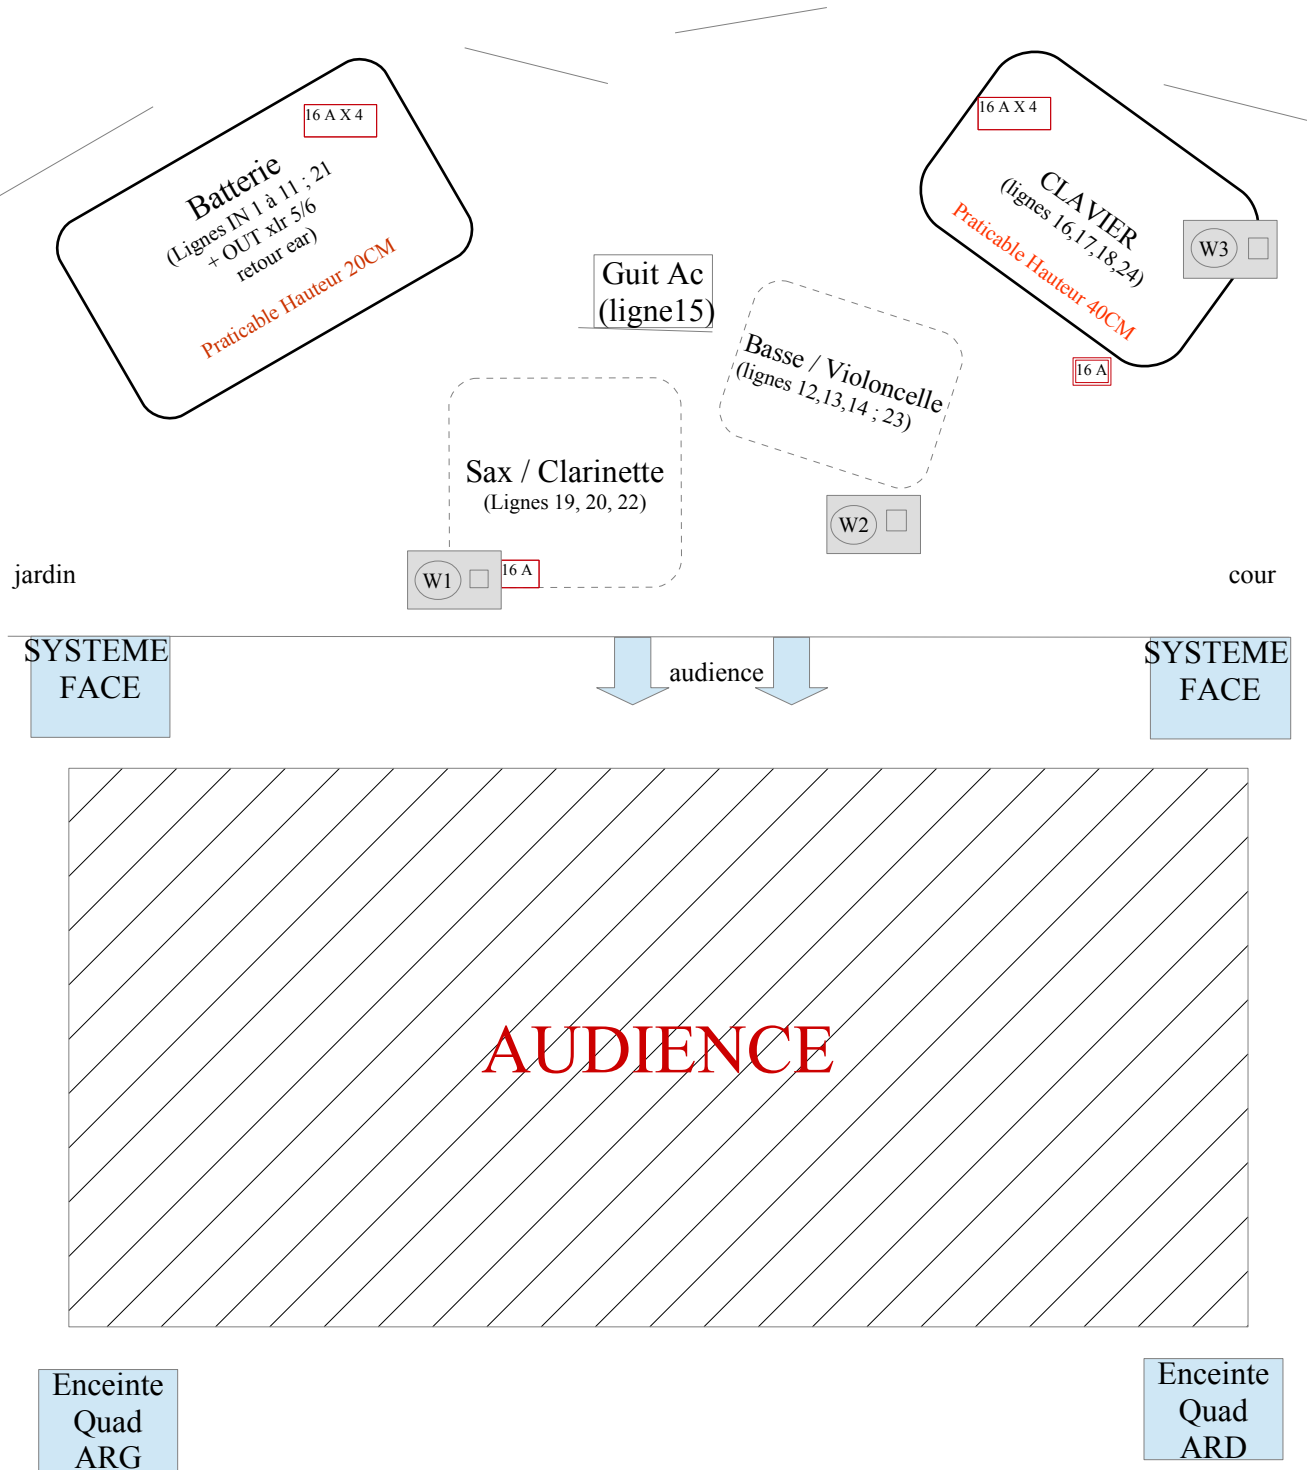 16 A X 4
Batterie
(Lignes IN 1 à 11 ; 21
+ OUT xlr 5/6
retour ear)
Praticable Hauteur 20CM
16 A X 4
CLAVIER
(lignes 16,17,18,24)
Praticable Hauteur 40CM
W3
Guit Ac
(ligne15)
Basse / Violoncelle
(lignes 12,13,14 ; 23)
16 A
Sax / Clarinette
(Lignes 19, 20, 22)
W2
W1
16 A
jardin
cour
SYSTEME
FACE
audience
SYSTEME
FACE
AUDIENCE
Enceinte
Quad
ARG
Enceinte
Quad
ARD